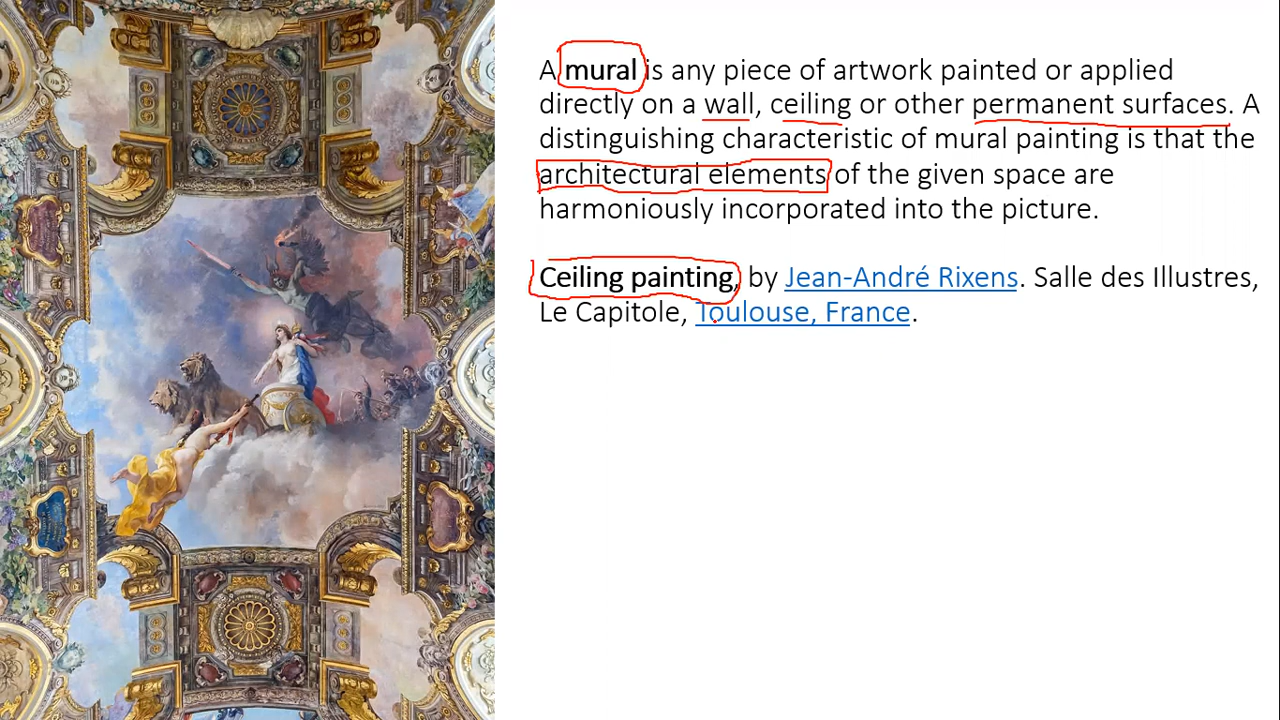 A mural is any piece of artwork painted or applied
directly on a wall, ceiling or other permanent surfaces. A
distinguishing characteristic of mural painting is that the
architectural elements of the given space are
harmoniously incorporated into the picture.
Ceiling painting, by Jean-André Rixens. Salle des Illustres,
Le Capitole, Toulouse, France.